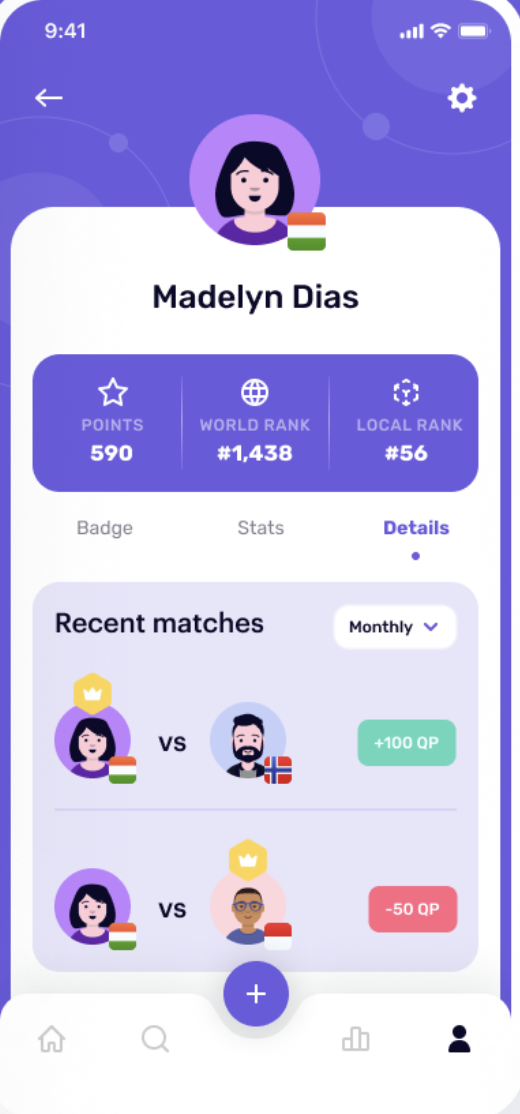 9:41
Madelyn Dias
POINTS WORLD RANK LOCAL RANK
590 #1,438 #56
Badge Stats Details
Recent matches Monthly
VS +100 QP
VS -50 QP